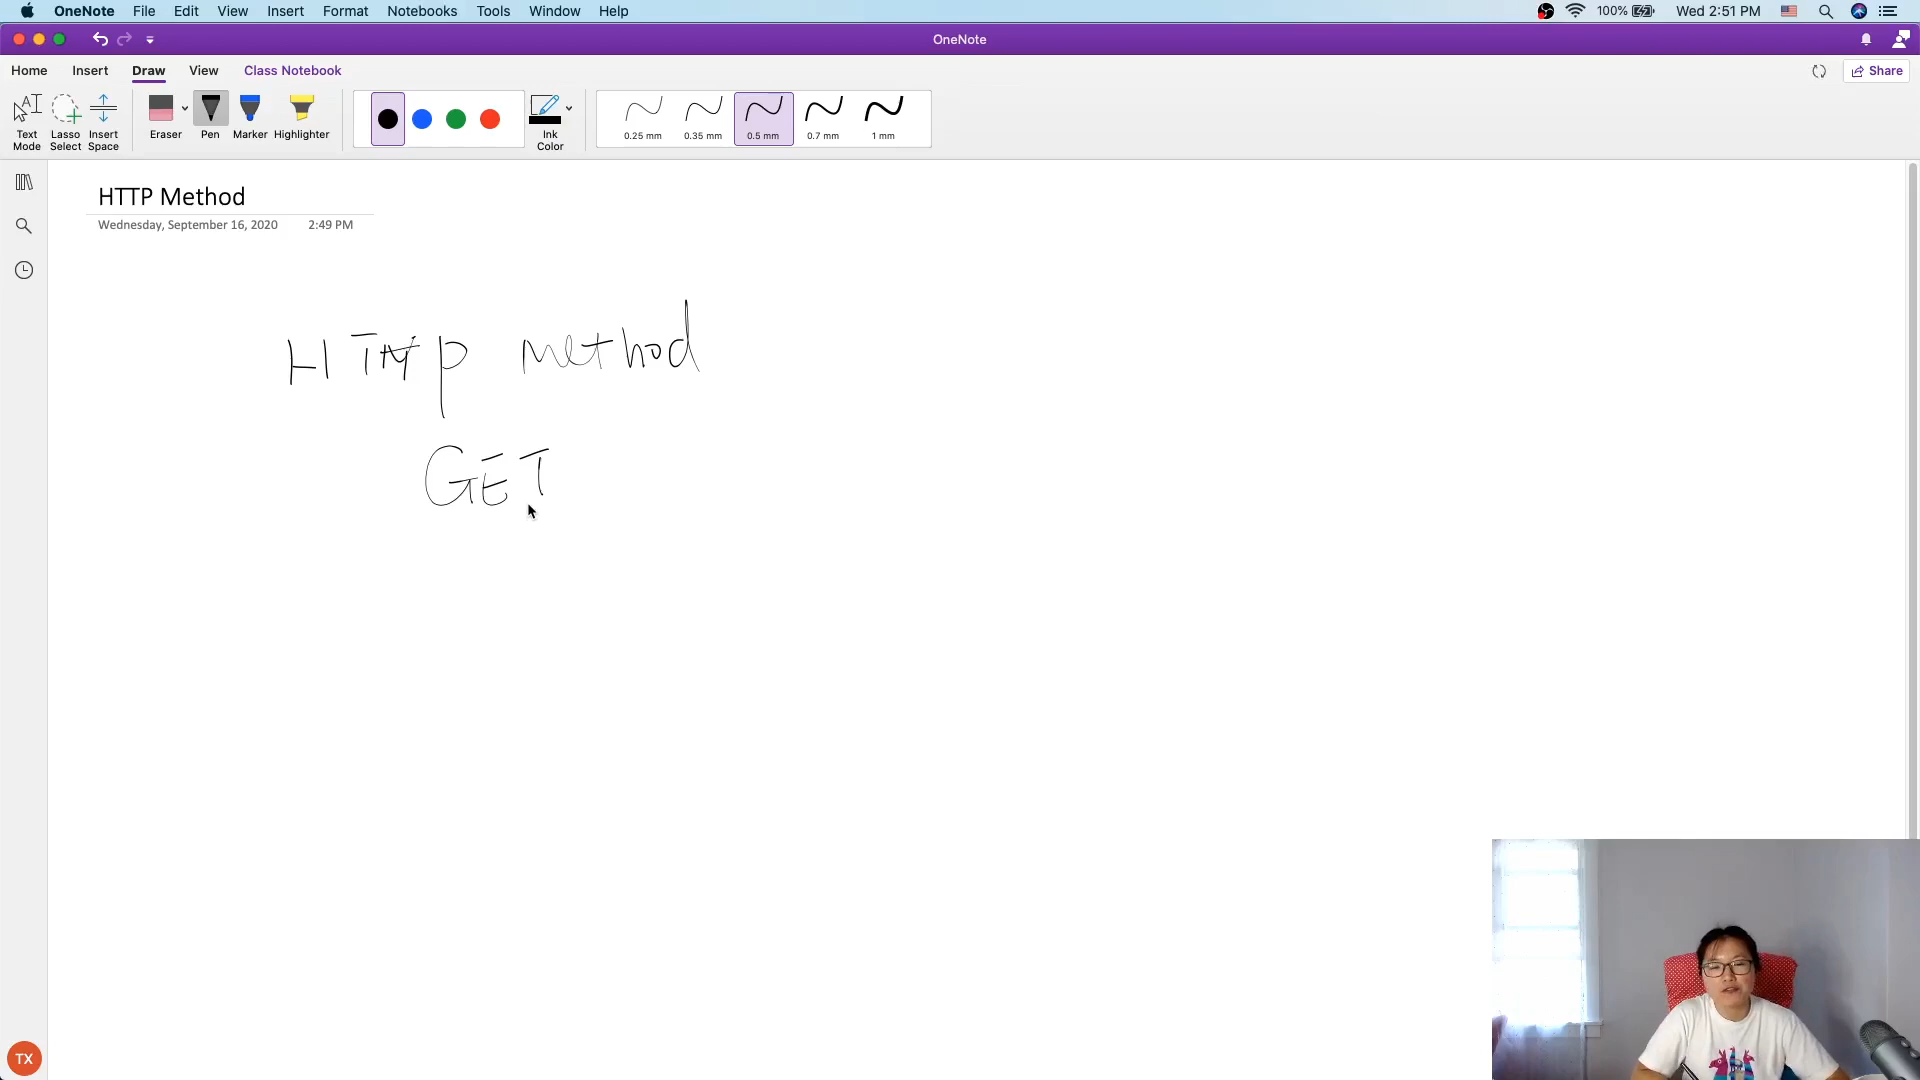 OneNote File Edit View Insert Format Notebooks Tools Window Help 100% Wed 2:51 PM
OneNote
Home Insert Draw View Class Notebook Share
Text Mode Lasso Select Insert Space Eraser Pen Marker Highlighter Ink Color 0.25 mm 0.35 mm 0.5 mm 0.7 mm 1 mm
HTTP Method
Wednesday, September 16, 2020 2:49 PM
HTTP method
GET
TX